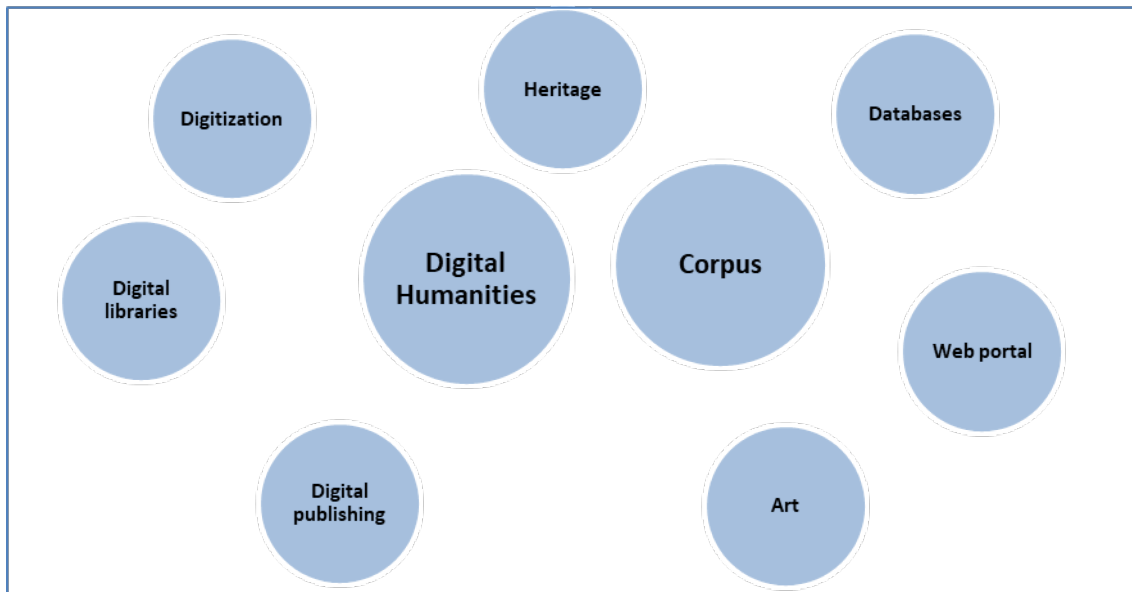 Heritage
Digitization
Databases
Digital
Humanities
Corpus
Digital
libraries
Web portal
Digital
publishing
Art